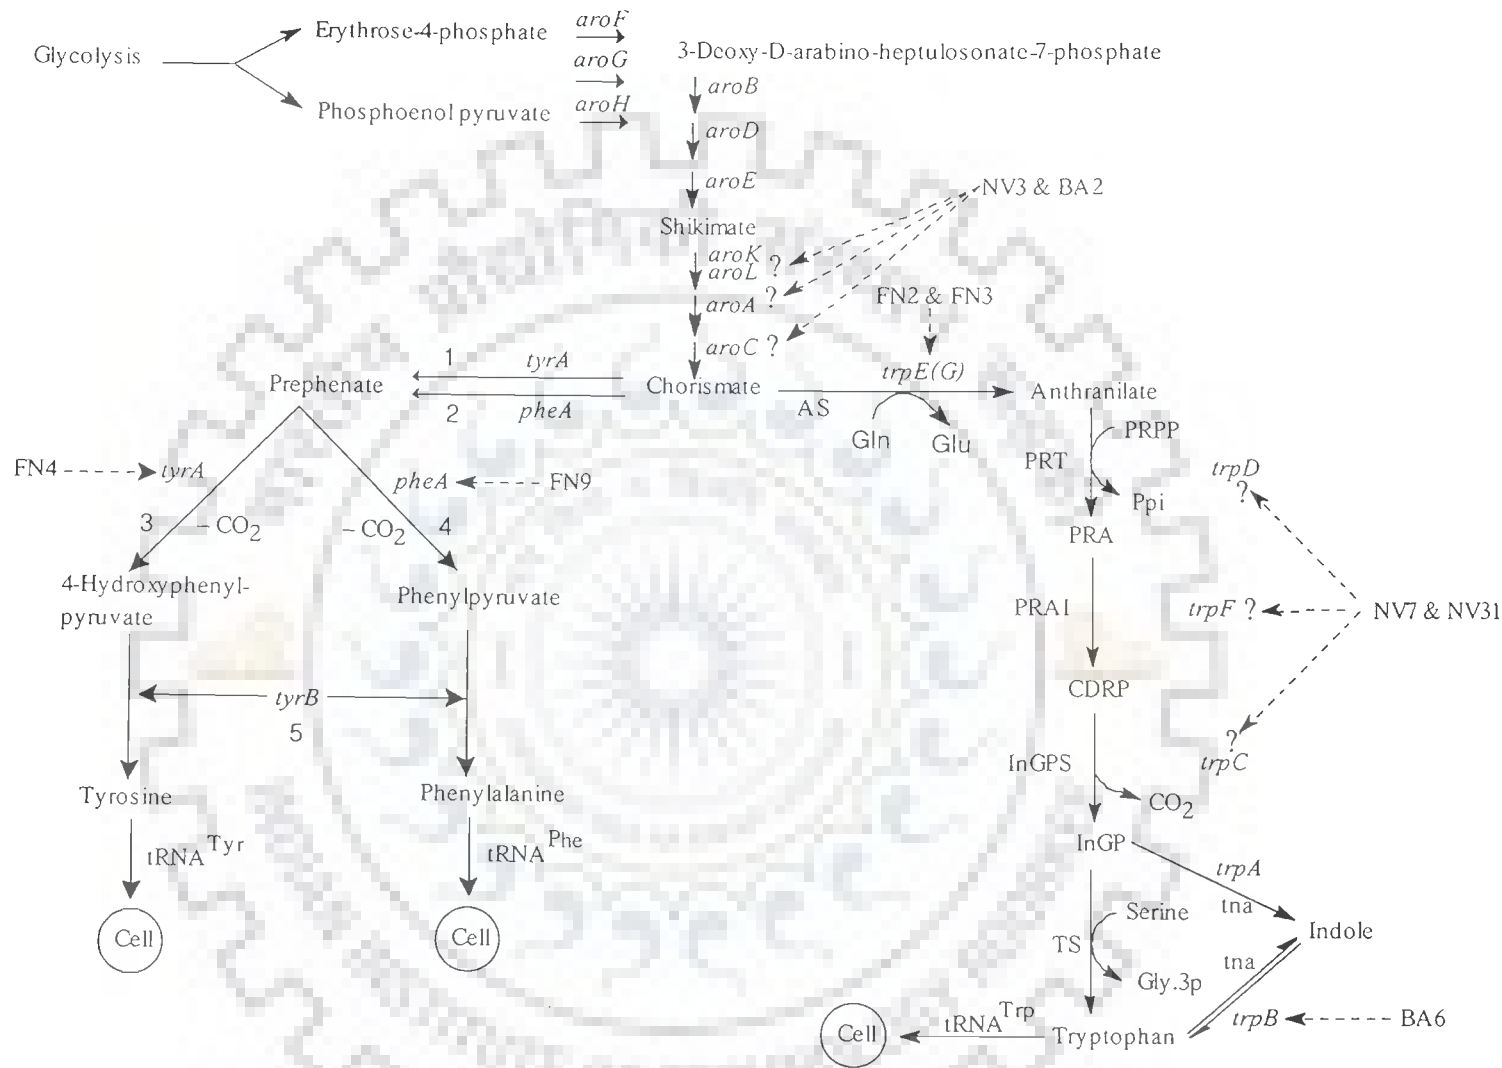 Glycolysis
Erythrose-4-phosphate
Phosphoenol pyruvate
aroF
aroG
aroH
3-Deoxy-D-arabino-heptulosonate-7-phosphate
aroB
aroD
aroE
Shikimate
NV3 & BA2
aroK
aroL ?
aroA ?
aroC ?
FN2 & FN3
Prephenate
1
tyrA
2
pheA
Chorismate
trpE(G)
AS
Gln
Glu
Anthranilate
PRPP
PRT
Ppi
PRA
FN4
tyrA
pheA
FN9
3
– CO2
– CO2
4
trpD
?
4-Hydroxyphenyl-
pyruvate
Phenylpyruvate
PRAI
trpF ?
NV7 & NV31
CDRP
tyrB
5
?
trpC
InGPS
CO2
Tyrosine
Phenylalanine
InGP
tRNA Tyr
tRNA Phe
trpA
tna
Serine
TS
Gly.3p
Indole
tna
Cell
Cell
trpB
BA6
Cell
tRNA Trp
Tryptophan